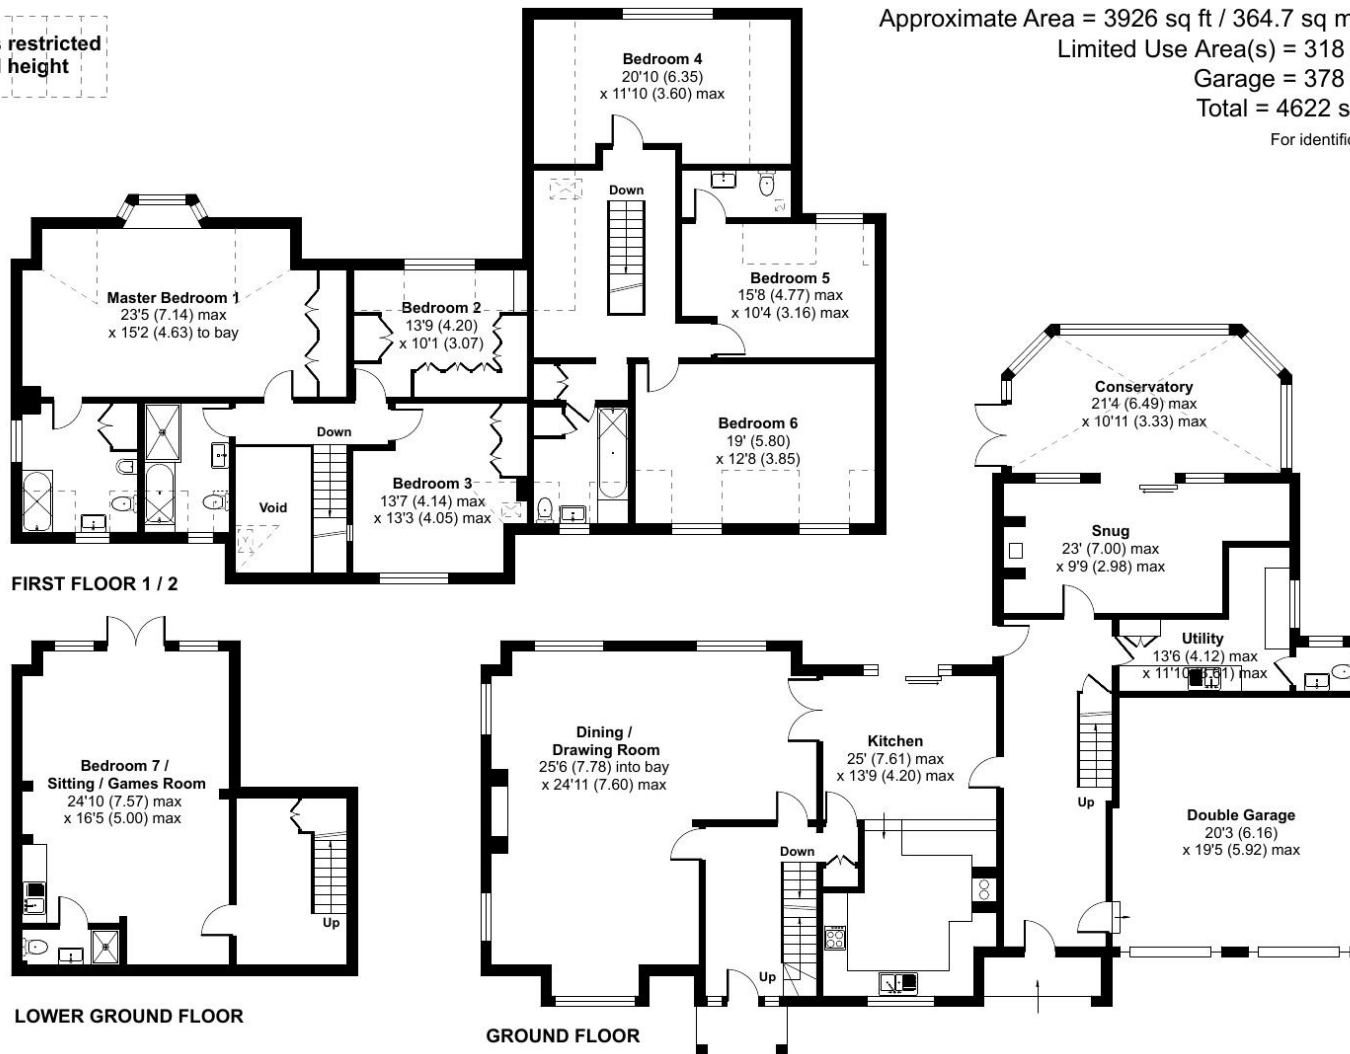 restricted
height
Approximate Area = 3926 sq ft / 364.7 sq m
Limited Use Area(s) = 318
Garage = 378
Total = 4622 s
For identific
Bedroom 4
20'10 (6.35)
x 11'10 (3.60) max
Down
Master Bedroom 1
23'5 (7.14) max
x 15'2 (4.63) to bay
Bedroom 2
13'9 (4.20)
x 10'1 (3.07)
Bedroom 5
15'8 (4.77) max
x 10'4 (3.16) max
Down
Void
Bedroom 3
13'7 (4.14) max
x 13'3 (4.05) max
Bedroom 6
19' (5.80)
x 12'8 (3.85)
FIRST FLOOR 1 / 2
Conservatory
21'4 (6.49) max
x 10'11 (3.33) max
Snug
23' (7.00) max
x 9'9 (2.98) max
Utility
13'6 (4.12) max
x 11'10 (3.61) max
Bedroom 7 /
Sitting / Games Room
24'10 (7.57) max
x 16'5 (5.00) max
Up
LOWER GROUND FLOOR
Dining /
Drawing Room
25'6 (7.78) into bay
x 24'11 (7.60) max
Kitchen
25' (7.61) max
x 13'9 (4.20) max
Down
Up
Up
Double Garage
20'3 (6.16)
x 19'5 (5.92) max
GROUND FLOOR